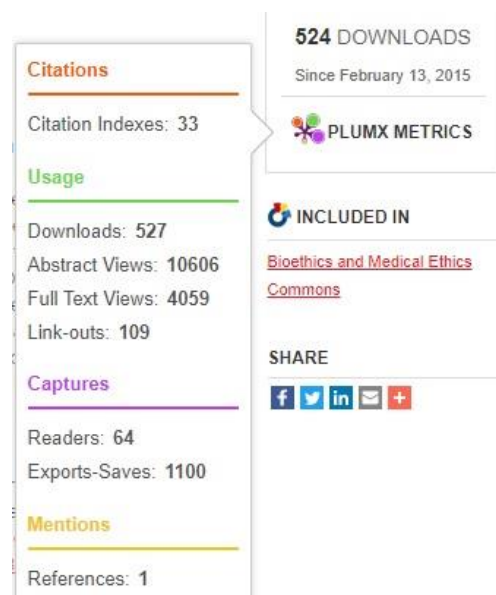 Citations
Citation Indexes: 33
Usage
Downloads: 527
Abstract Views: 10606
Full Text Views: 4059
Link-outs: 109
Captures
Readers: 64
Exports-Saves: 1100
Mentions
References: 1
524 DOWNLOADS
Since February 13, 2015
PLUMX METRICS
INCLUDED IN
Bioethics and Medical Ethics
Commons
SHARE